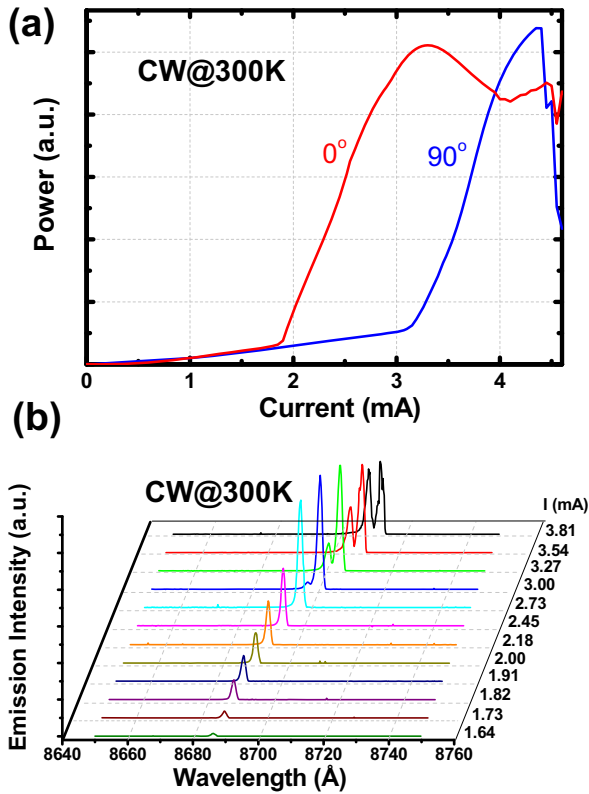 (a)
CW@300K
0°
90°
Power (a.u.)
0 1 2 3 4
Current (mA)
(b)
CW@300K
I (mA)
3.81
3.54
3.27
3.00
2.73
2.45
2.18
2.00
1.91
1.82
1.73
1.64
Emission Intensity (a.u.)
8640 8660 8680 8700 8720 8740 8760
Wavelength (Å)